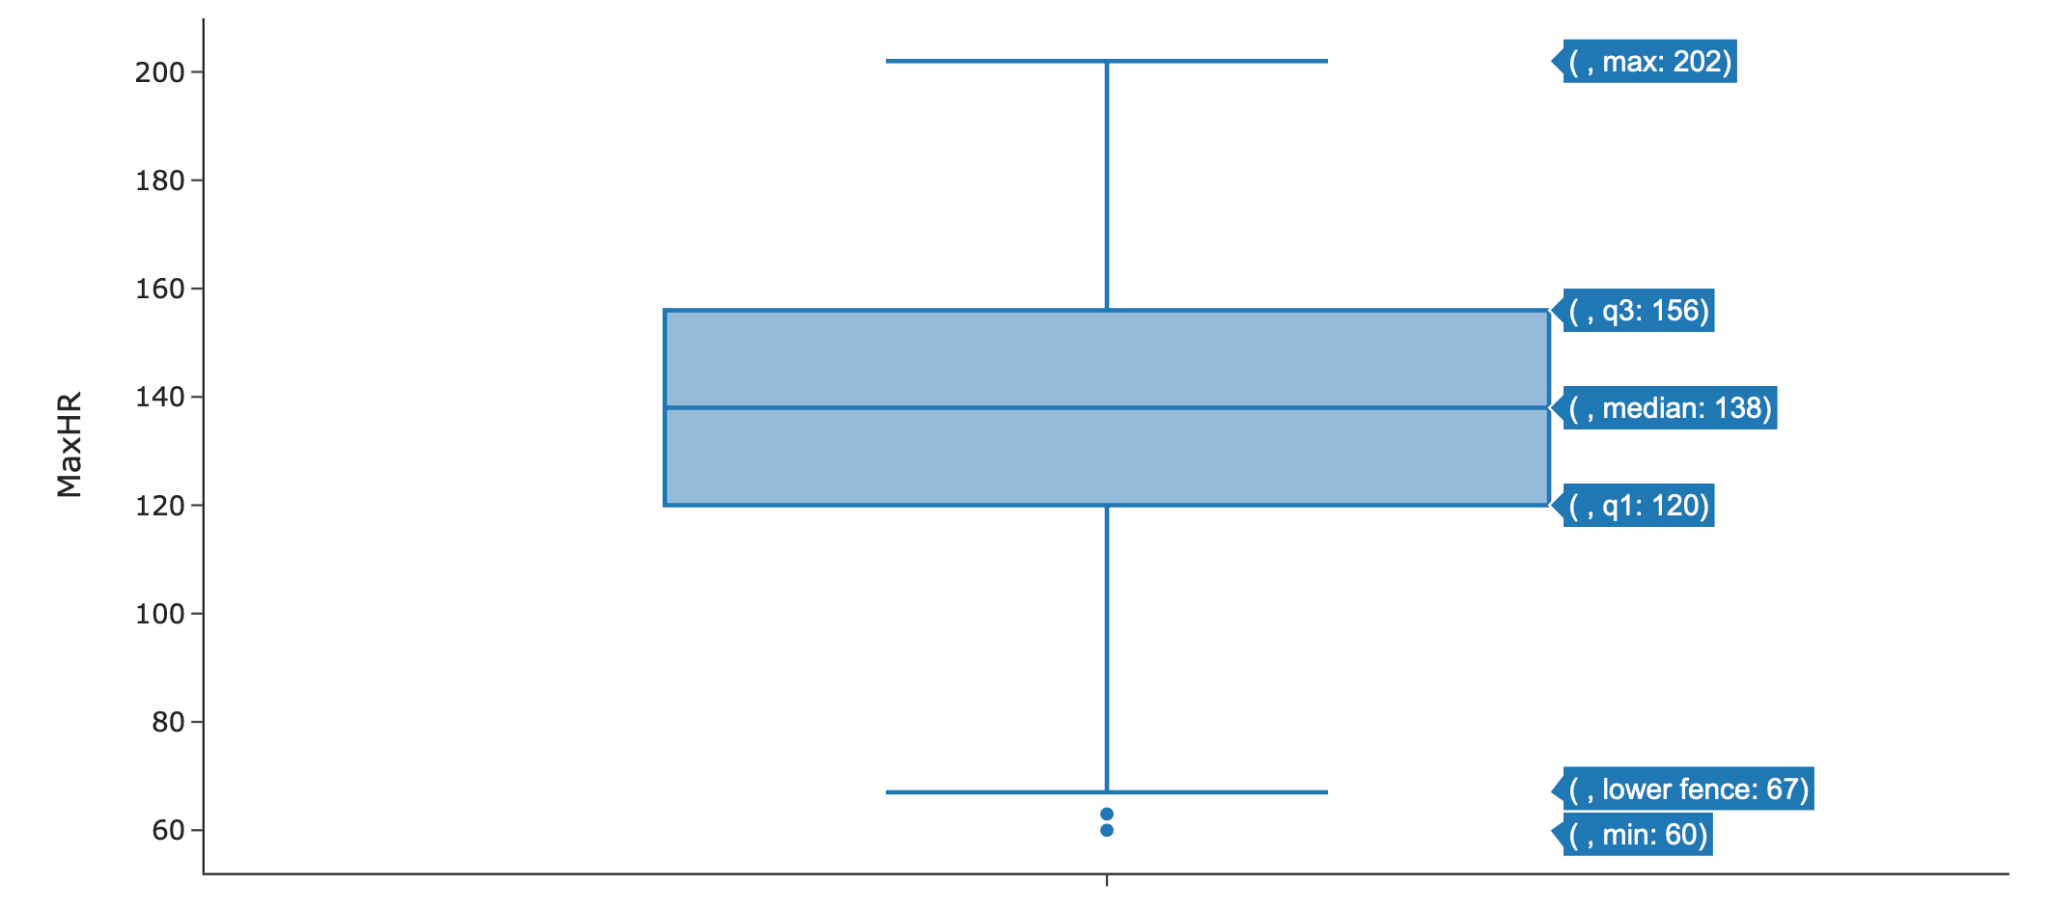 200
( , max: 202)
180
160
( , q3: 156)
140
( , median: 138)
MaxHR
120
( , q1: 120)
100
80
( , lower fence: 67)
60
( , min: 60)